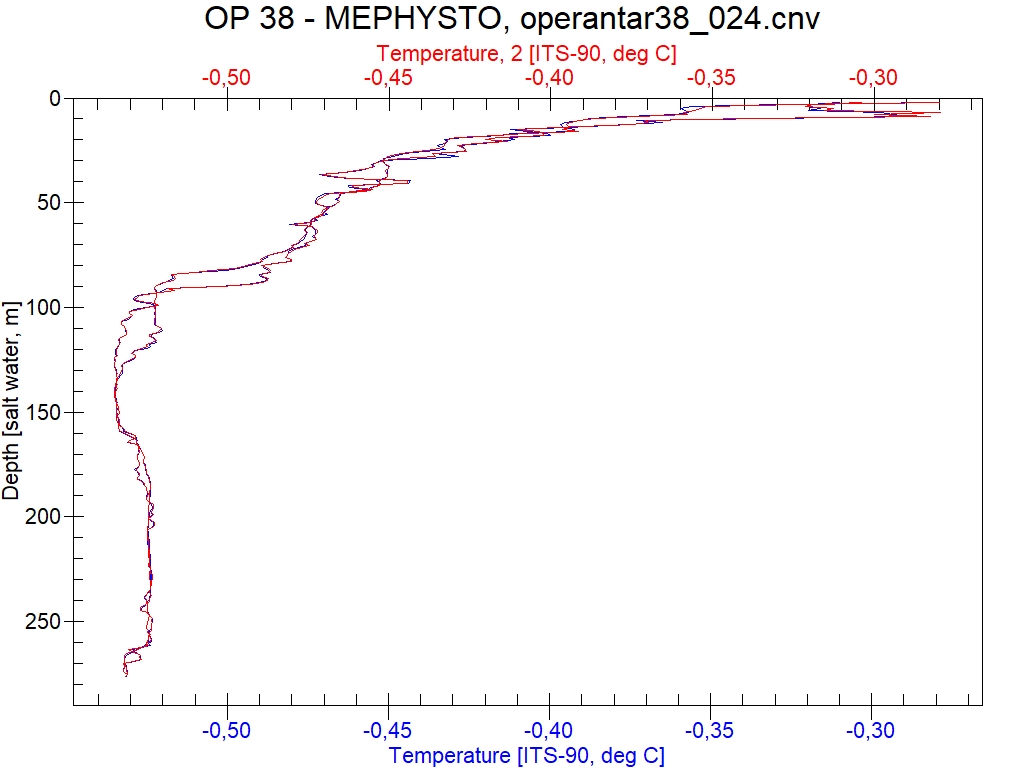 OP 38 - MEPHYSTO, operantar38_024.cnv
Temperature, 2 [ITS-90, deg C]
-0,50 -0,45 -0,40 -0,35 -0,30
0
50
100
150
200
250
Depth [salt water, m]
-0,50 -0,45 -0,40 -0,35 -0,30
Temperature [ITS-90, deg C]